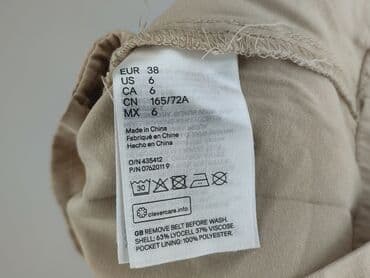 EUR 38
US 6
CA 6
CN 165/72A
MX 6
Made in China
Fabriqué en Chine
Hecho en China
O/N 435412
P/N 0762011 9
30
clevercare.info
GB REMOVE BELT BEFORE WASH.
SHELL: 63% LYOCELL 37% VISCOSE.
POCKET LINING: 100% POLYESTER.